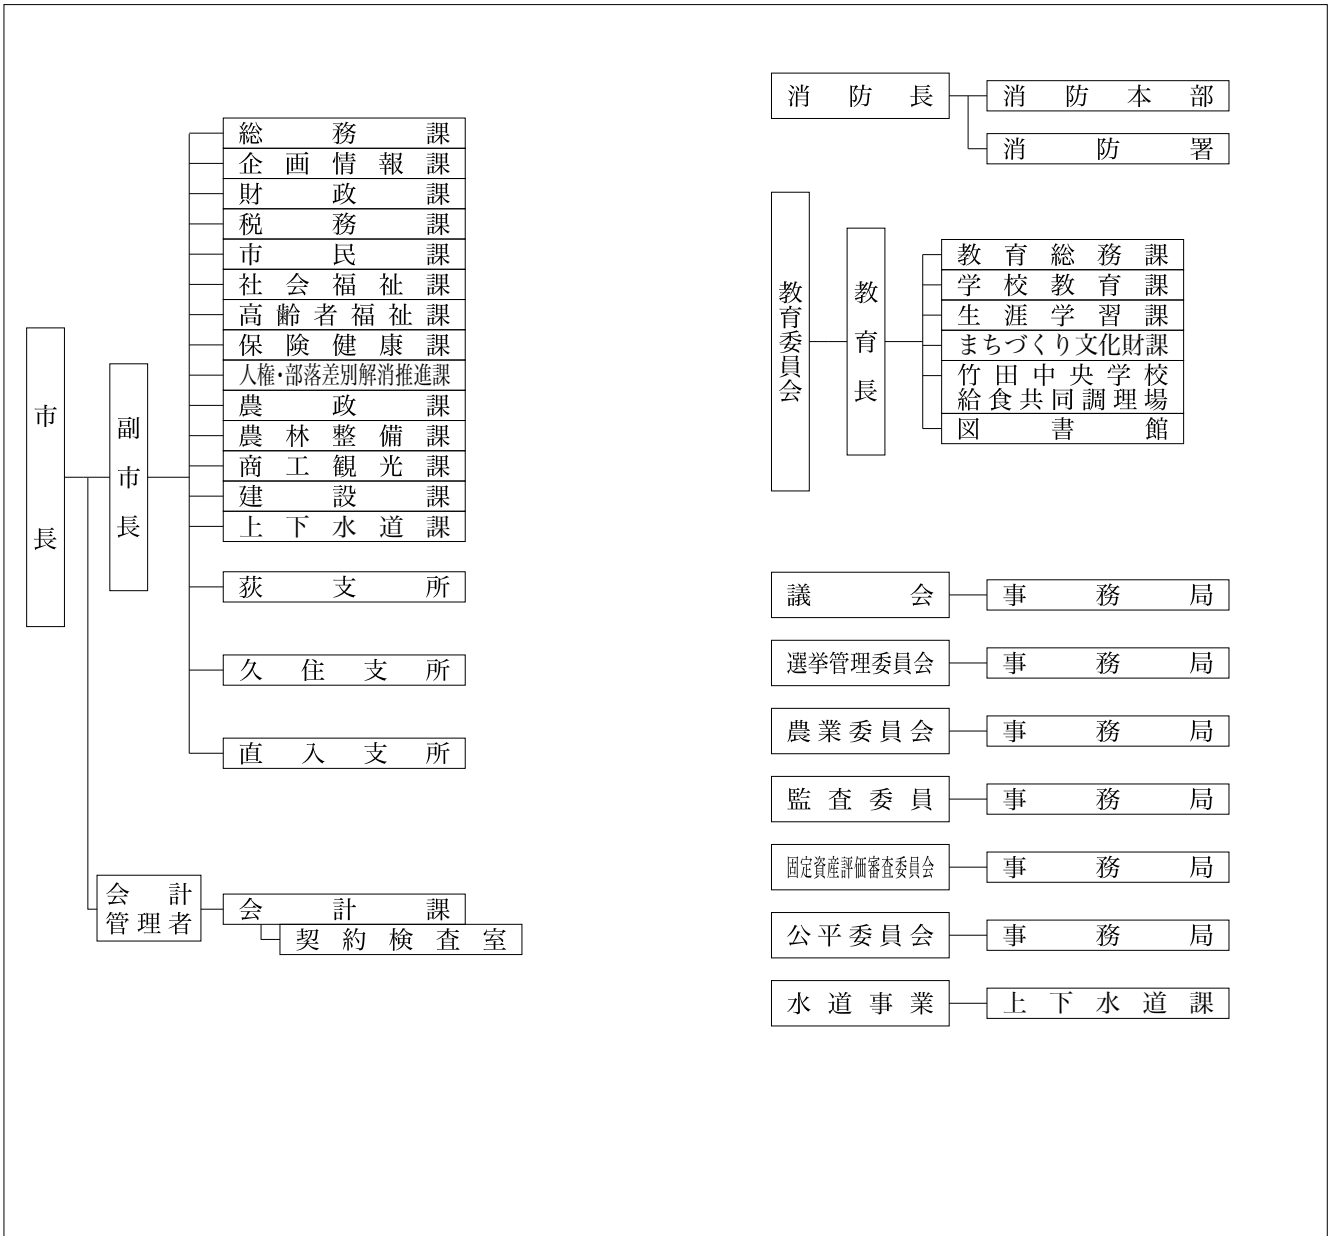 市長
副市長
総務課
企画情報課
財政課
税務課
市民課
社会福祉課
高齢者福祉課
保険健康課
人権・部落差別解消推進課
農政課
農林整備課
商工観光課
建設課
上下水道課
荻支所
久住支所
直入支所
会計
管理者
会計課
契約検査室
消防長
消防本部
消防署
教育委員会
教育長
教育総務課
学校教育課
生涯学習課
まちづくり文化財課
竹田中央学校
給食共同調理場
図書館
議会
事務局
選挙管理委員会
事務局
農業委員会
事務局
監査委員
事務局
固定資産評価審査委員会
事務局
公平委員会
事務局
水道事業
上下水道課